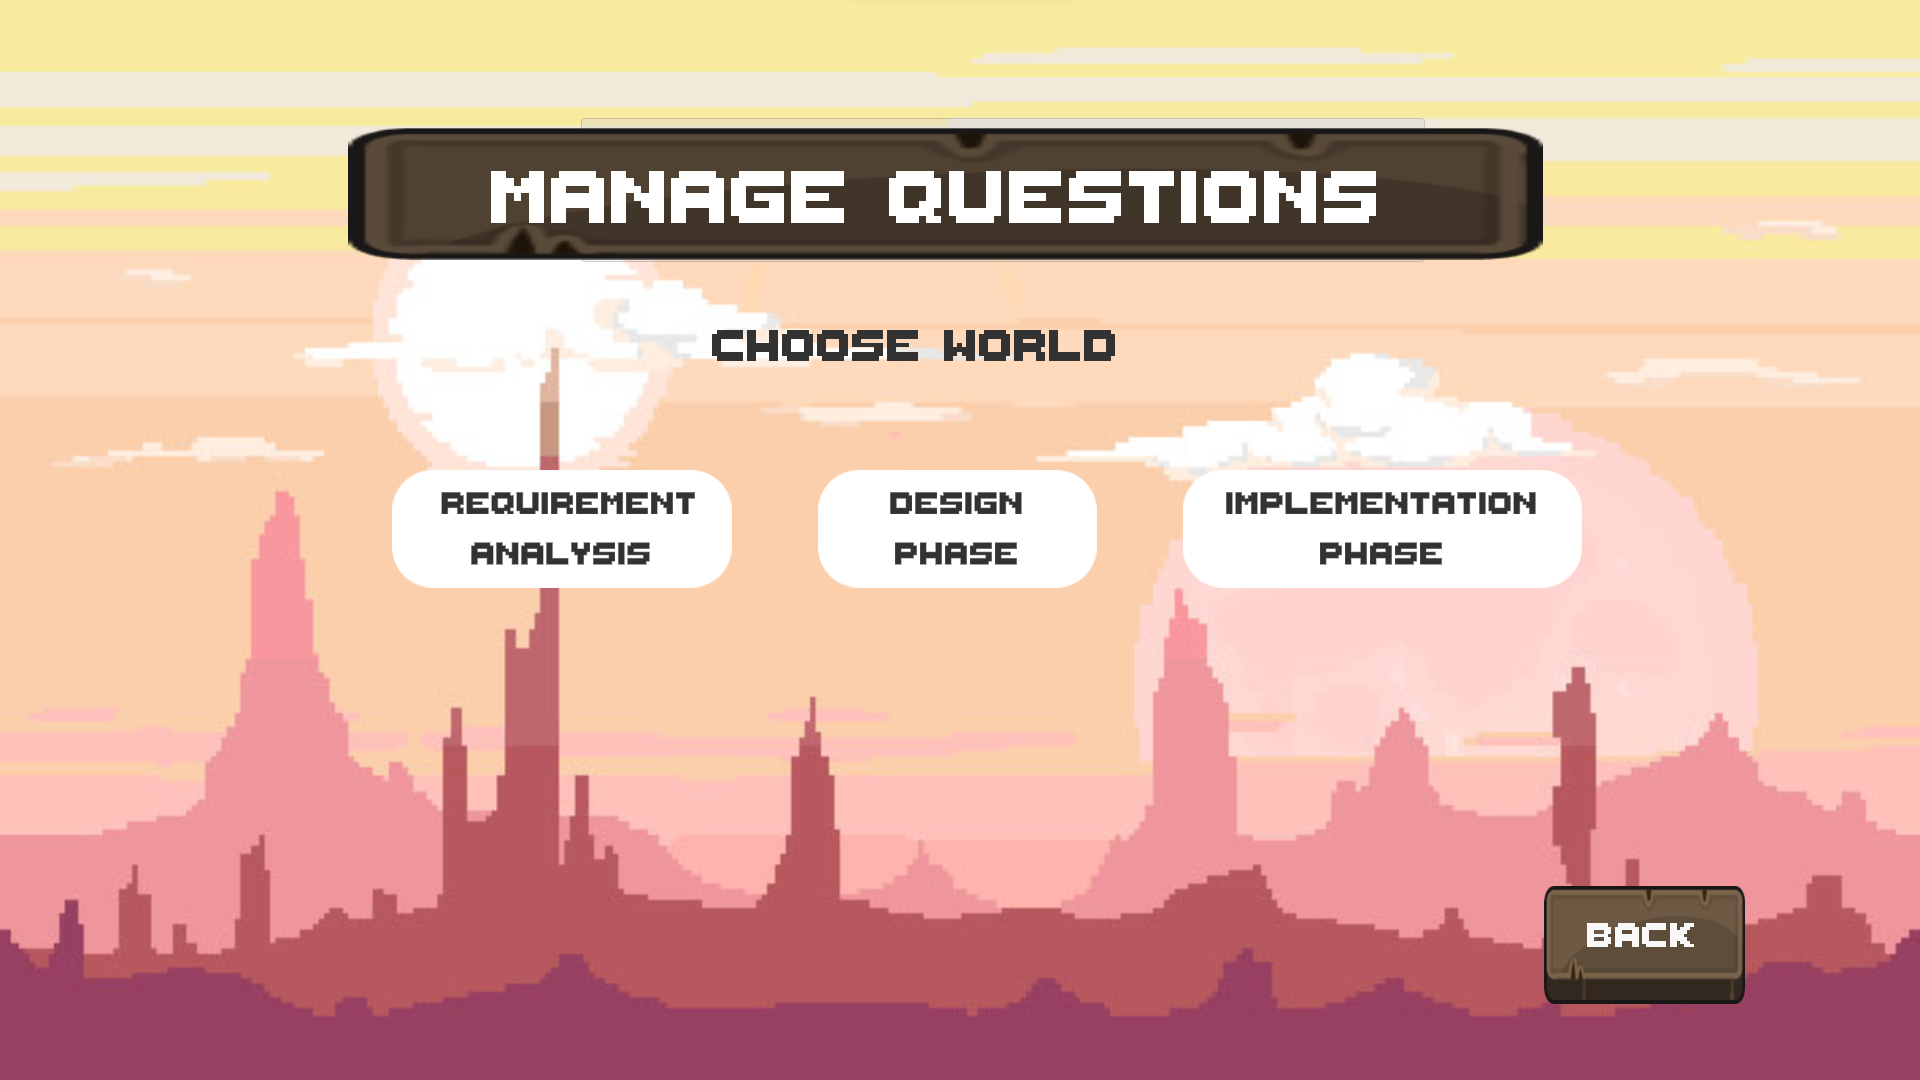 MANAGE QUESTIONS
CHOOSE WORLD
REQUIREMENT
ANALYSIS
DESIGN
PHASE
IMPLEMENTATION
PHASE
BACK